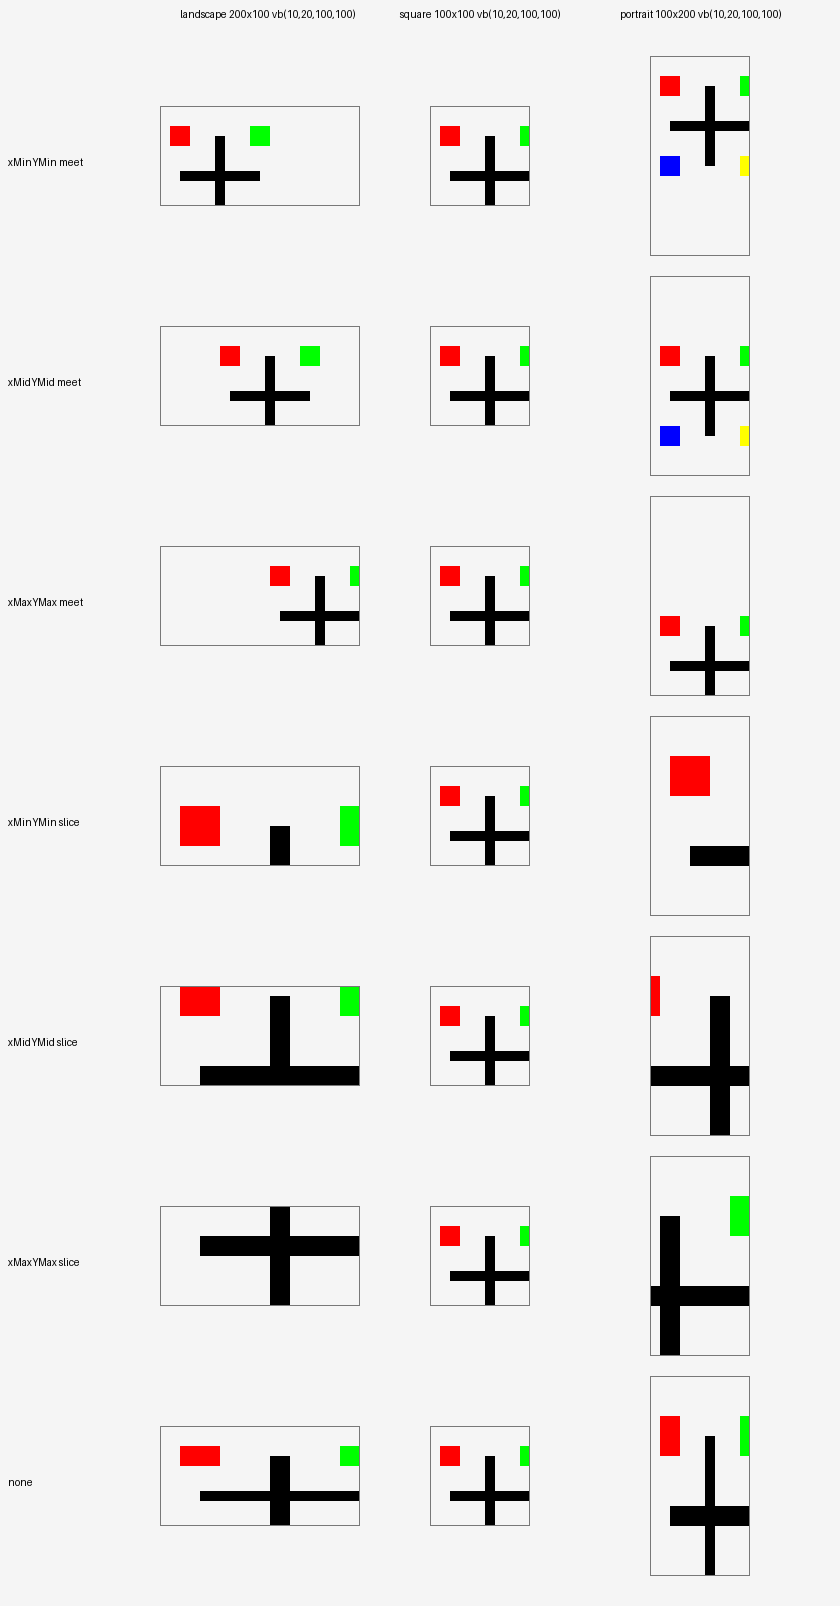 landscape 200x100 vb(10,20,100,100) square 100x100 vb(10,20,100,100) portrait 100x200 vb(10,20,100,100)
xMinYMin meet
xMidYMid meet
xMaxYMax meet
xMinYMin slice
xMidYMid slice
xMaxYMax slice
none